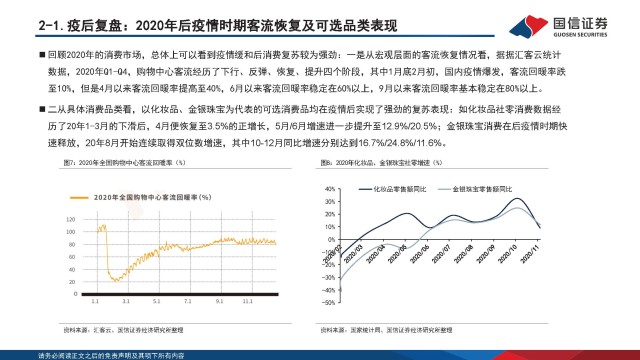 2-1. 疫后复盘：2020年后疫情时期客流恢复及可选品类表现
国信证券
GUOSEN SECURITIES
■ 回顾2020年的消费市场，总体上可以看到疫情缓和后消费复苏较为强劲：一是从宏观层面的客流恢复情况看，据据汇客云统计
数据，2020年Q1-Q4，购物中心客流经历了下行、反弹、恢复、提升四个阶段，其中1月底2月初，国内疫情爆发，客流回暖率跌
至10%，但是4月以来客流回暖率提高至40%，6月以来客流回暖率稳定在60%以上，9月以来客流回暖率基本稳定在80%以上。
■ 二从具体消费品类看，以化妆品、金银珠宝为代表的可选消费品均在疫情后实现了强劲的复苏表现：如化妆品社零消费数据经
历了20年1-3月的下滑后，4月便恢复至3.5%的正增长，5月/6月增速进一步提升至12.9%/20.5%；金银珠宝消费在后疫情时期快
速释放，20年8月开始连续取得双位数增速，其中10-12月同比增速分别达到16.7%/24.8%/11.6%。
图7：2020年全国购物中心客流回暖率（%）
图8：2020年化妆品、金银珠宝社零增速（%）
2020年全国购物中心客流回暖率(%)
120
100
80
60
40
20
0
1.1
3.1
5.1
7.1
9.1
11.1
化妆品零售额同比
金银珠宝零售额同比
40%
30%
20%
10%
0%
-10%
-20%
-30%
-40%
-50%
2020/02
2020/03
2020/04
2020/05
2020/06
2020/07
2020/08
2020/09
2020/10
2020/11
资料来源：汇客云、国信证券经济研究所整理
资料来源：国家统计局、国信证券经济研究所整理
请务必阅读正文之后的免责声明及其项下所有内容